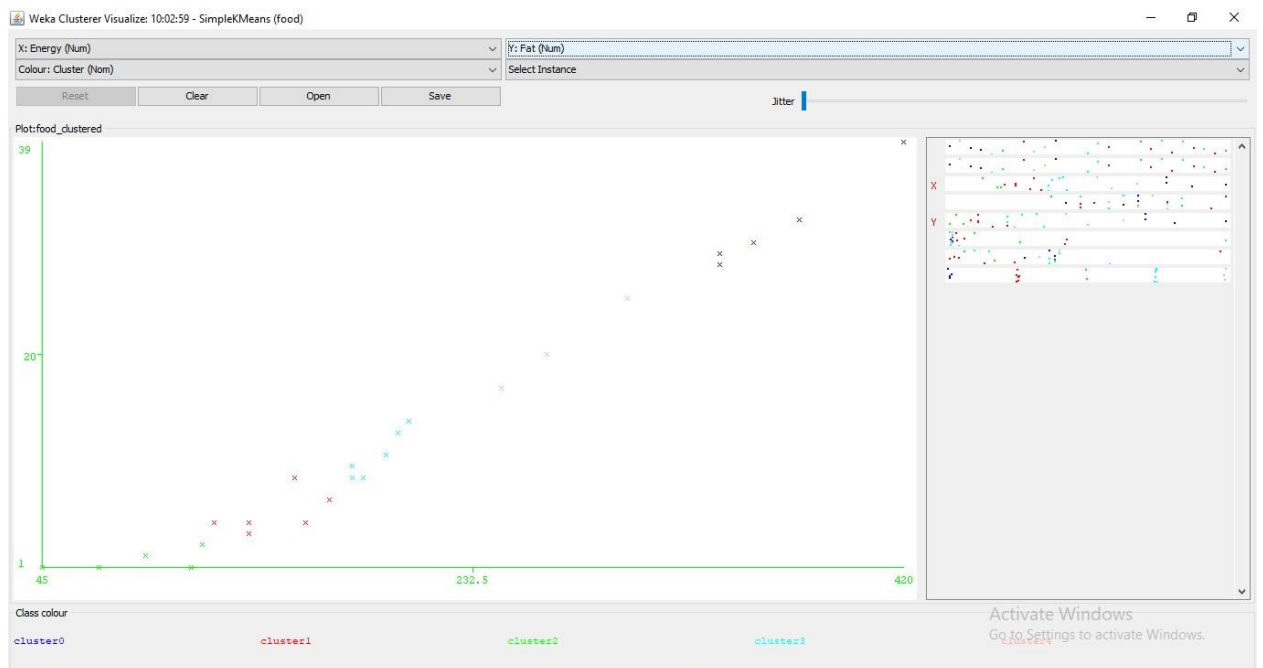 Weka Clusterer Visualize: 10:02:59 - SimpleKMeans (food)
X: Energy (Num) Y: Fat (Num)
Colour: Cluster (Nom) Select Instance
Reset Clear Open Save Jitter
Plot:food_clustered
39
X
Y
20
1
45 232.5 420
Class colour
Activate Windows
cluster0 cluster1 cluster2 cluster3 cluster4
Go to Settings to activate Windows.